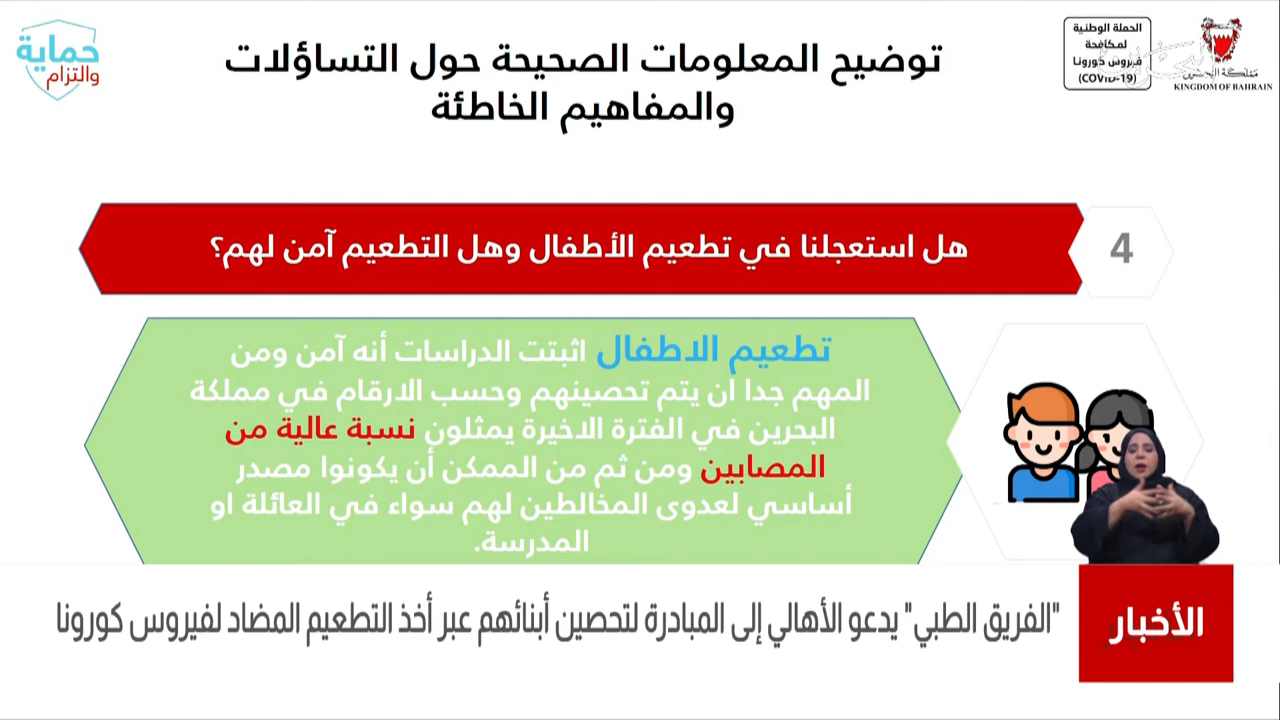 حماية
والتزام
توضيح المعلومات الصحيحة حول التساؤلات
والمفاهيم الخاطئة
الحملة الوطنية
لمكافحة
فيروس كورونا
(COVID-19)
مملكة البحرين
KINGDOM OF BAHRAIN
4
هل استعجلنا في تطعيم الأطفال وهل التطعيم آمن لهم؟
تطعيم الاطفال اثبتت الدراسات أنه آمن ومن
المهم جدا ان يتم تحصينهم وحسب الارقام في مملكة
البحرين في الفترة الاخيرة يمثلون نسبة عالية من
المصابين ومن ثم من الممكن أن يكونوا مصدر
أساسي لعدوى المخالطين لهم سواء في العائلة او
المدرسة.
الأخبار
"الفريق الطبي" يدعو الأهالي إلى المبادرة لتحصين أبنائهم عبر أخذ التطعيم المضاد لفيروس كورونا